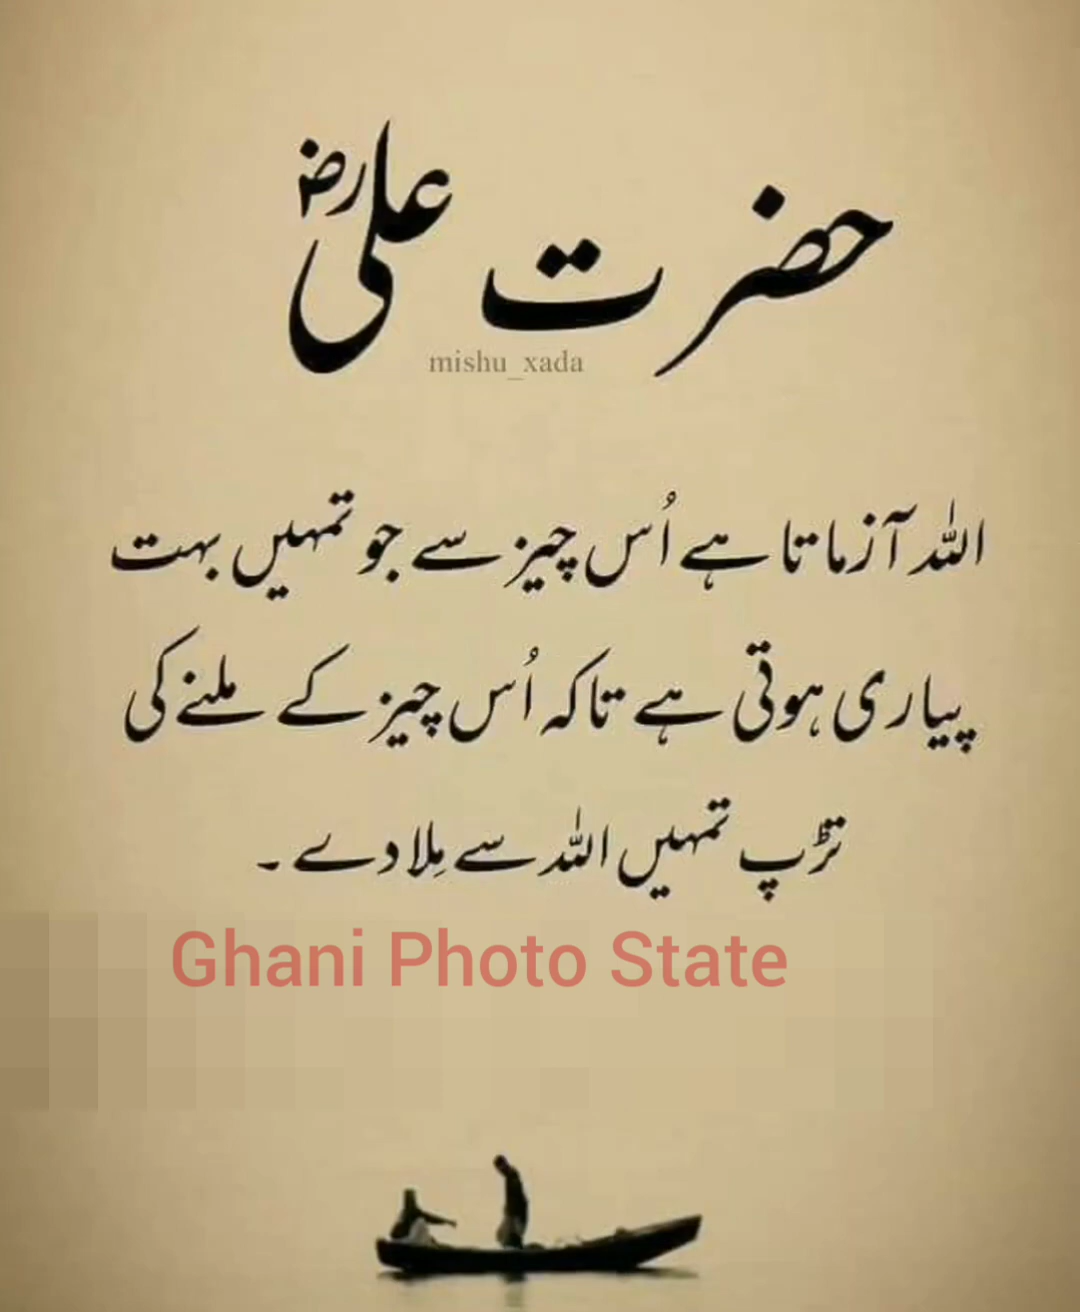 حضرت علیؓ
mishu_xada
اللہ آزماتا ہے اُس چیز سے جو تمہیں بہت
پیاری ہوتی ہے تاکہ اُس چیز کے ملنے کی
تڑپ تمہیں اللہ سے مِلا دے ۔
Ghani Photo State